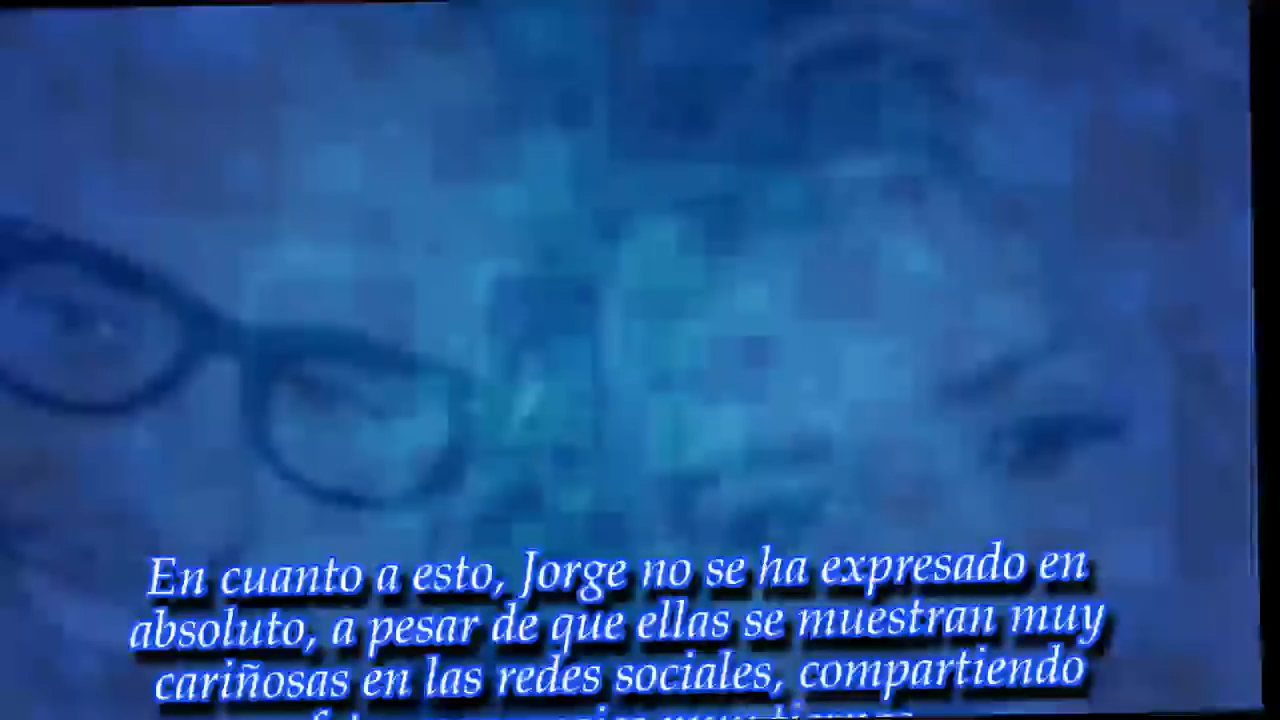 En cuanto a esto, Jorge no se ha expresado en
absoluto, a pesar de que ellas se muestran muy
cariñosas en las redes sociales, compartiendo